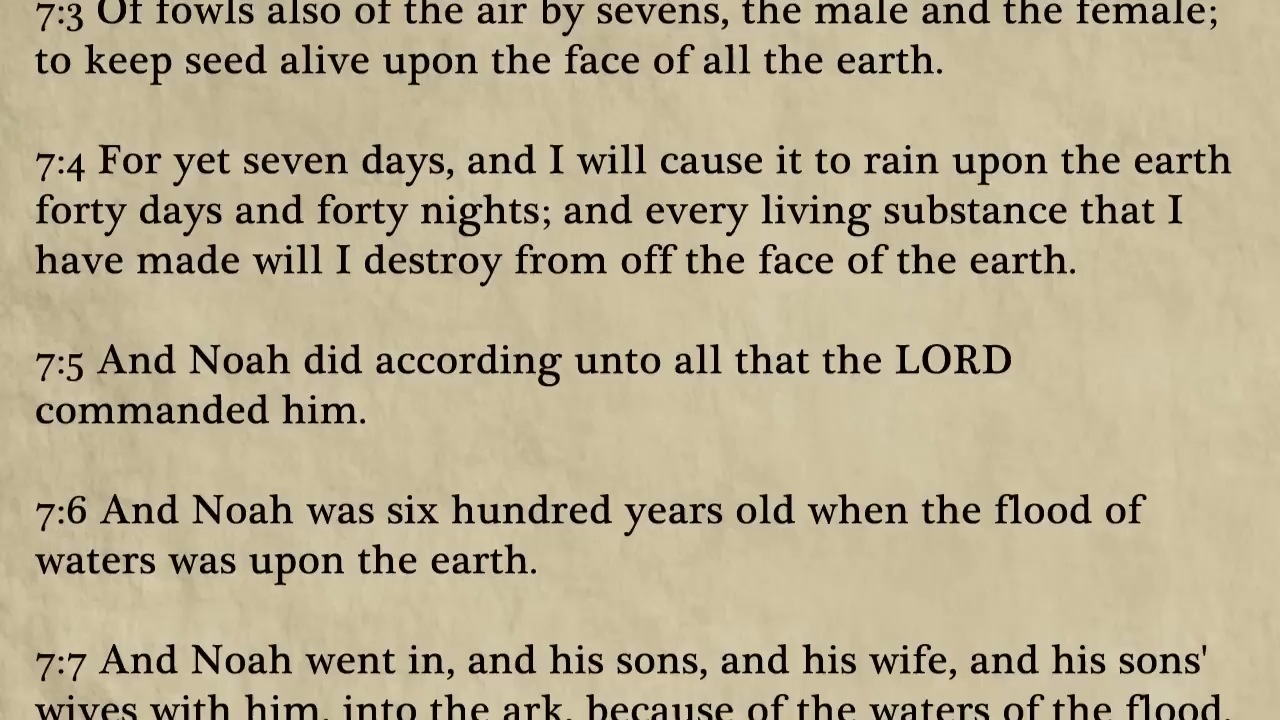 7:3 Of fowls also of the air by sevens, the male and the female;
to keep seed alive upon the face of all the earth.
7:4 For yet seven days, and I will cause it to rain upon the earth
forty days and forty nights; and every living substance that I
have made will I destroy from off the face of the earth.
7:5 And Noah did according unto all that the LORD
commanded him.
7:6 And Noah was six hundred years old when the flood of
waters was upon the earth.
7:7 And Noah went in, and his sons, and his wife, and his sons'
wives with him, into the ark, because of the waters of the flood.